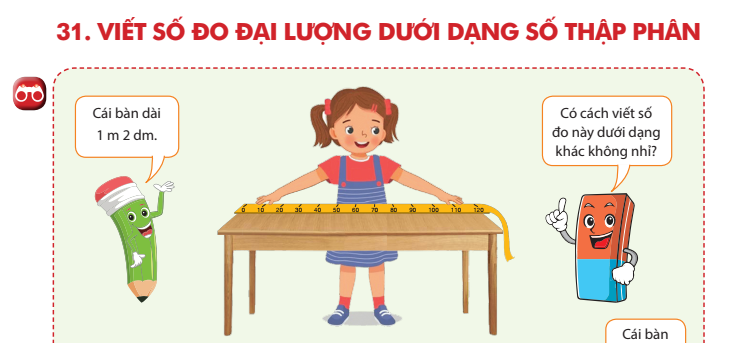 31. VIẾT SỐ ĐO ĐẠI LƯỢNG DƯỚI DẠNG SỐ THẬP PHÂN
Cái bàn dài
1 m 2 dm.
Có cách viết số
đo này dưới dạng
khác không nhỉ?
0 10 20 30 40 50 60 70 80 90 100 110 120
Cái bàn